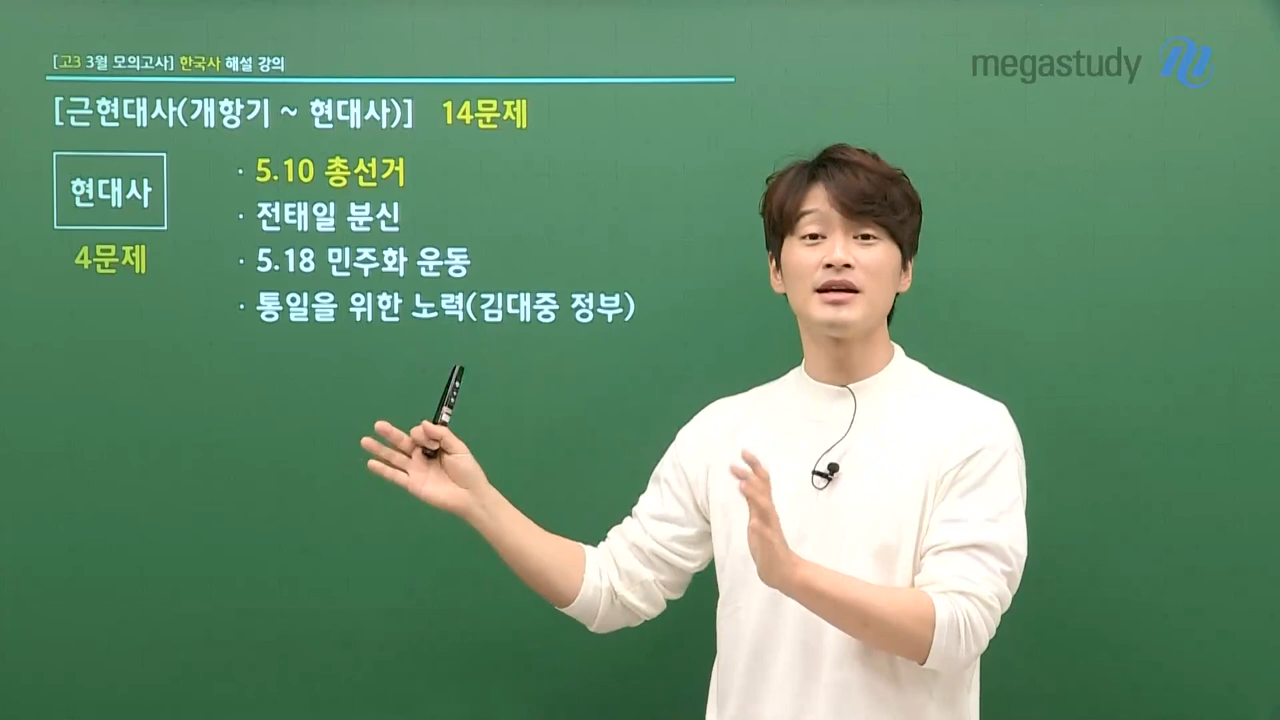 [고3 3월 모의고사] 한국사 해설 강의
megastudy
[근현대사(개항기 ~ 현대사)] 14문제
현대사
4문제
· 5.10 총선거
· 전태일 분신
· 5.18 민주화 운동
· 통일을 위한 노력(김대중 정부)